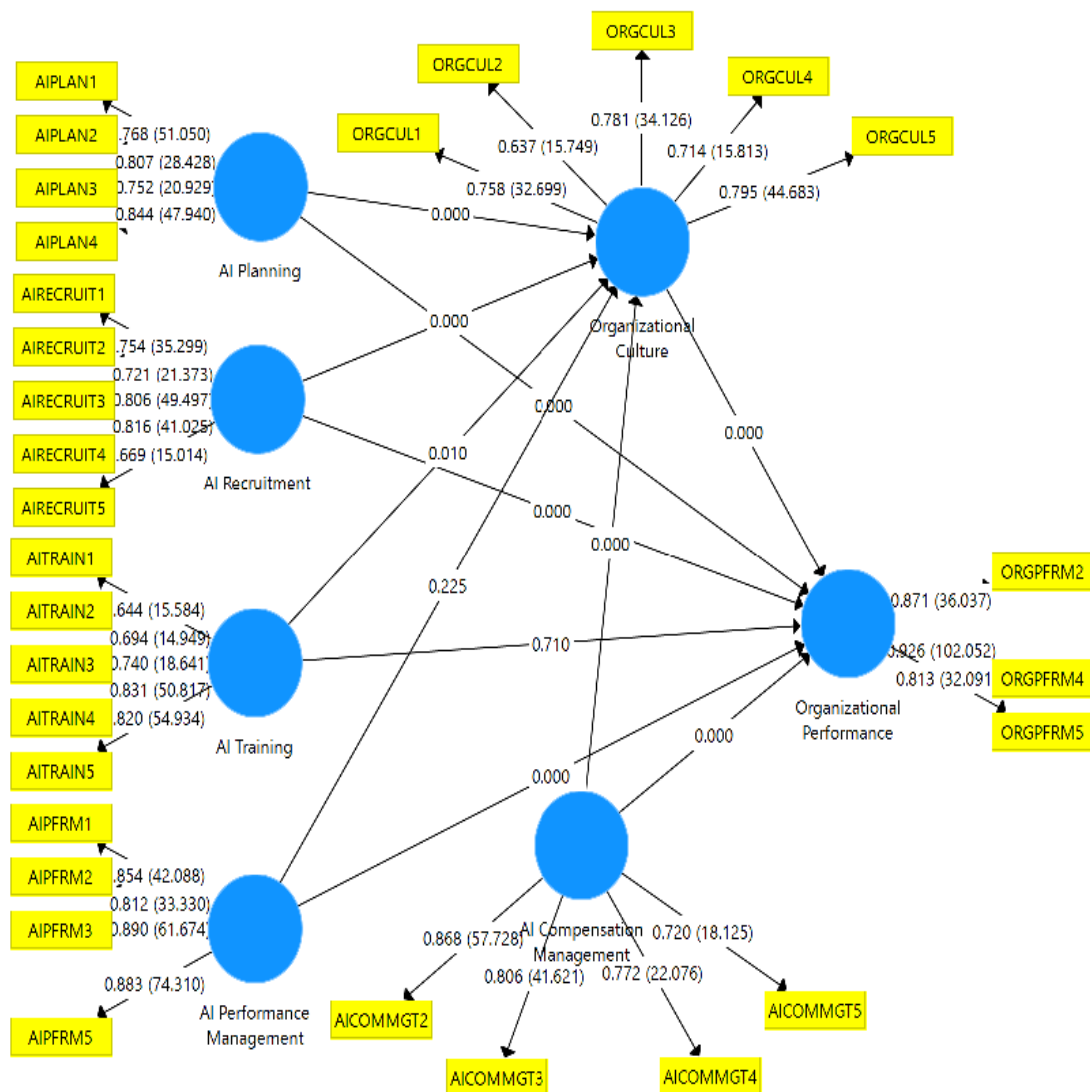 ORGCUL3
ORGCUL2
ORGCUL4
ORGCUL1
ORGCUL5
0.781 (34.126)
0.637 (15.749)
0.714 (15.813)
0.758 (32.699)
0.795 (44.683)
AIPLAN1
AIPLAN2
AIPLAN3
AIPLAN4
.768 (51.050)
0.807 (28.428)
0.752 (20.929)
0.844 (47.940)
AI Planning
0.000
Organizational
Culture
AIRECRUIT1
AIRECRUIT2
AIRECRUIT3
AIRECRUIT4
AIRECRUIT5
.754 (35.299)
0.721 (21.373)
0.806 (49.497)
0.816 (41.025)
.669 (15.014)
AI Recruitment
0.000
0.000
0.000
0.010
0.000
0.000
0.225
AITRAIN1
AITRAIN2
AITRAIN3
AITRAIN4
AITRAIN5
.644 (15.584)
0.694 (14.949)
0.740 (18.641)
0.831 (50.817)
.820 (54.934)
AI Training
0.710
ORGPFRM2
ORGPFRM4
ORGPFRM5
0.871 (36.037)
0.926 (102.052)
0.813 (32.091
Organizational
Performance
0.000
0.000
AIPFRM1
AIPFRM2
AIPFRM3
AIPFRM5
.854 (42.088)
0.812 (33.330)
0.890 (61.674)
0.883 (74.310)
AI Performance
Management
AI Compensation
Management
0.868 (57.728)
0.806 (41.621)
0.772 (22.076)
0.720 (18.125)
AICOMMGT2
AICOMMGT3
AICOMMGT4
AICOMMGT5